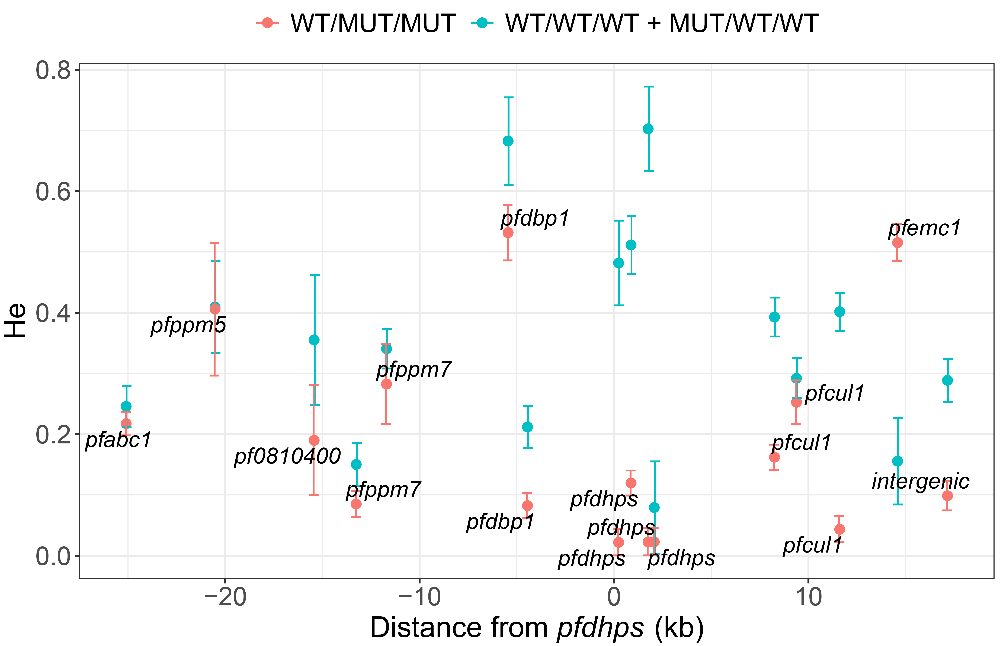 WT/MUT/MUT WT/WT/WT + MUT/WT/WT
0.8
0.6
0.4
0.2
0.0
He
pfdbp1
pfemc1
pfppm5
pfppm7
pfcul1
pfabc1
pfcul1
pf0810400
intergenic
pfppm7
pfdhps
pfdbp1
pfdhps
pfcul1
pfdhps
pfdhps
−20 −10 0 10
Distance from pfdhps (kb)